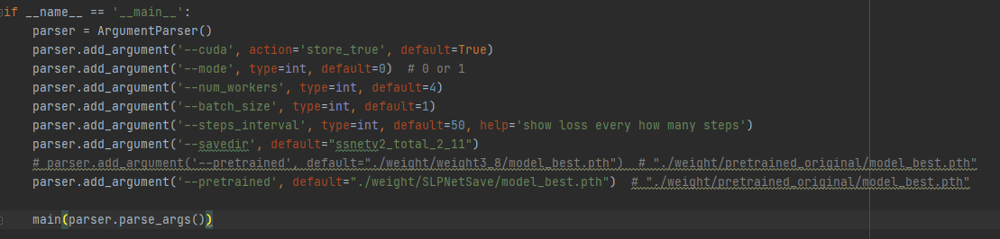 if __name__ == '__main__':
    parser = ArgumentParser()
    parser.add_argument('--cuda', action='store_true', default=True)
    parser.add_argument('--mode', type=int, default=0)  # 0 or 1
    parser.add_argument('--num_workers', type=int, default=4)
    parser.add_argument('--batch_size', type=int, default=1)
    parser.add_argument('--steps_interval', type=int, default=50, help='show loss every how many steps')
    parser.add_argument('--savedir', default="ssnetv2_total_2_11")
    # parser.add_argument('--pretrained', default="./weight/weight3_8/model_best.pth")  # "./weight/pretrained_original/model_best.pth"
    parser.add_argument('--pretrained', default="./weight/SLPNetSave/model_best.pth")  # "./weight/pretrained_original/model_best.pth"
    main(parser.parse_args())